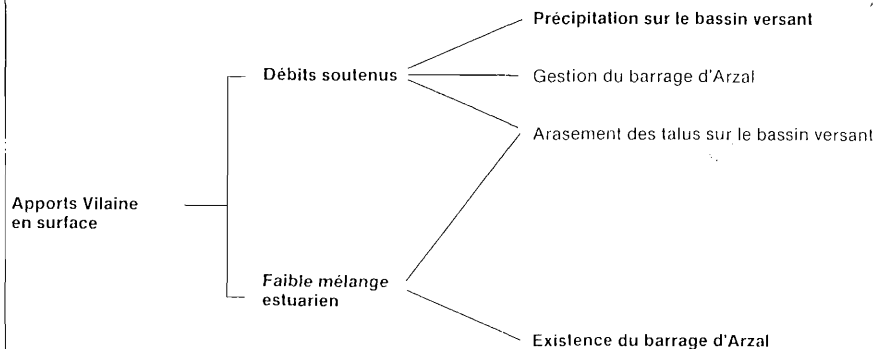 Précipitation sur le bassin versant
Débits soutenus
Gestion du barrage d'Arzal
Arasement des talus sur le bassin versant
Apports Vilaine
en surface
Faible mélange
estuarien
Existence du barrage d'Arzal